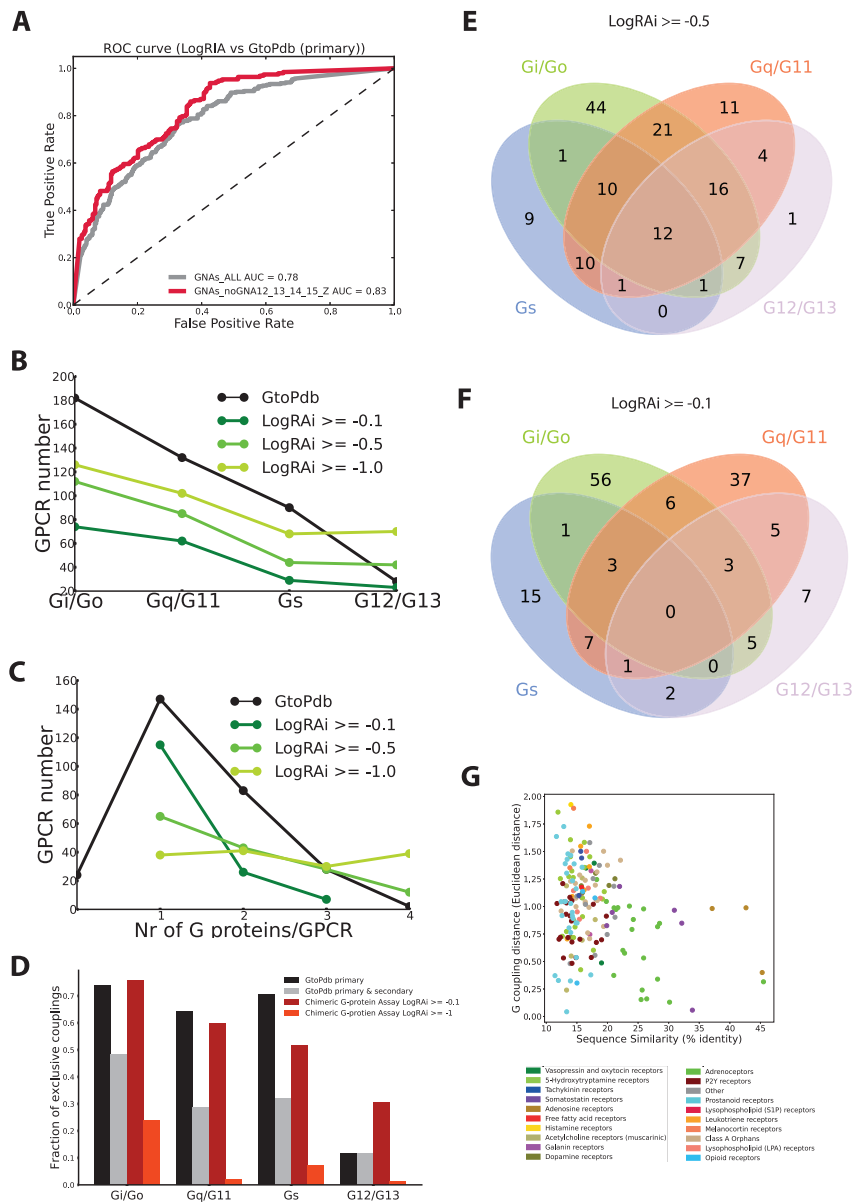 A
ROC curve (LogRIA vs GtoPdb (primary))
1.0
0.8
0.6
0.4
0.2
0.0
True Positive Rate
GNAs_ALL AUC = 0.78
GNAs_noGNA12_13_14_15_Z AUC = 0.83
0.0 0.2 0.4 0.6 0.8 1.0
False Positive Rate
B
200
180
160
140
120
100
80
60
40
20
GPCR number
GtoPdb
LogRAi >= -0.1
LogRAi >= -0.5
LogRAi >= -1.0
Gi/Go Gq/G11 Gs G12/G13
C
160
140
120
100
80
60
40
20
0
GPCR number
GtoPdb
LogRAi >= -0.1
LogRAi >= -0.5
LogRAi >= -1.0
1 2 3 4
Nr of G proteins/GPCR
D
0.7
0.6
0.5
0.4
0.3
0.2
0.1
0.0
Fraction of exclusive couplings
GtoPdb primary
GtoPdb primary & secondary
Chimeric G-protein Assay LogRAi >= -0.1
Chimeric G-protien Assay LogRAi >= -1
Gi/Go Gq/G11 Gs G12/G13
E
LogRAi >= -0.5
Gi/Go
Gq/G11
44
11
21
1
4
10
16
9
1
12
10
7
1
1
0
Gs
G12/G13
F
LogRAi >= -0.1
Gi/Go
Gq/G11
56
37
6
1
5
3
3
15
7
0
7
5
1
0
2
Gs
G12/G13
G
2.00
1.75
1.50
1.25
1.00
0.75
0.50
0.25
0.00
G coupling distance (Euclidean distance)
10 15 20 25 30 35 40 45
Sequence Similarity (% identity)
Vasopressin and oxytocin receptors
5-Hydroxytryptamine receptors
Tachykinin receptors
Somatostatin receptors
Adenosine receptors
Free fatty acid receptors
Histamine receptors
Acetylcholine receptors (muscarinic)
Galanin receptors
Dopamine receptors
Adrenoceptors
P2Y receptors
Other
Prostanoid receptors
Lysophospholipid (S1P) receptors
Leukotriene receptors
Melanocortin receptors
Class A Orphans
Lysophospholipid (LPA) receptors
Opioid receptors